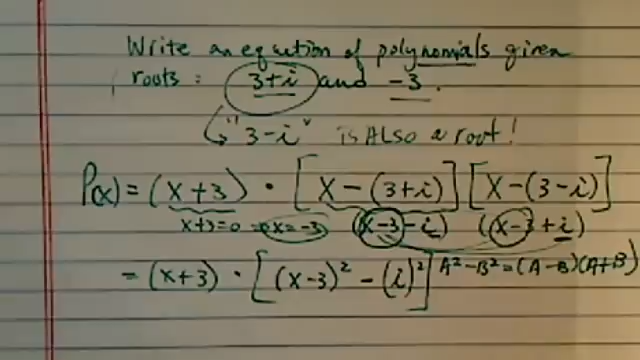 Write an equation of polynomials given
roots: 3+i and -3.
"3-i" is Also a root!
P(x) = (x+3) · [x-(3+i)] [x-(3-i)]
x+3=0 x=-3 (x-3-i) (x-3+i)
= (x+3) · [(x-3)² - (i)²] A²-B²=(A-B)(A+B)